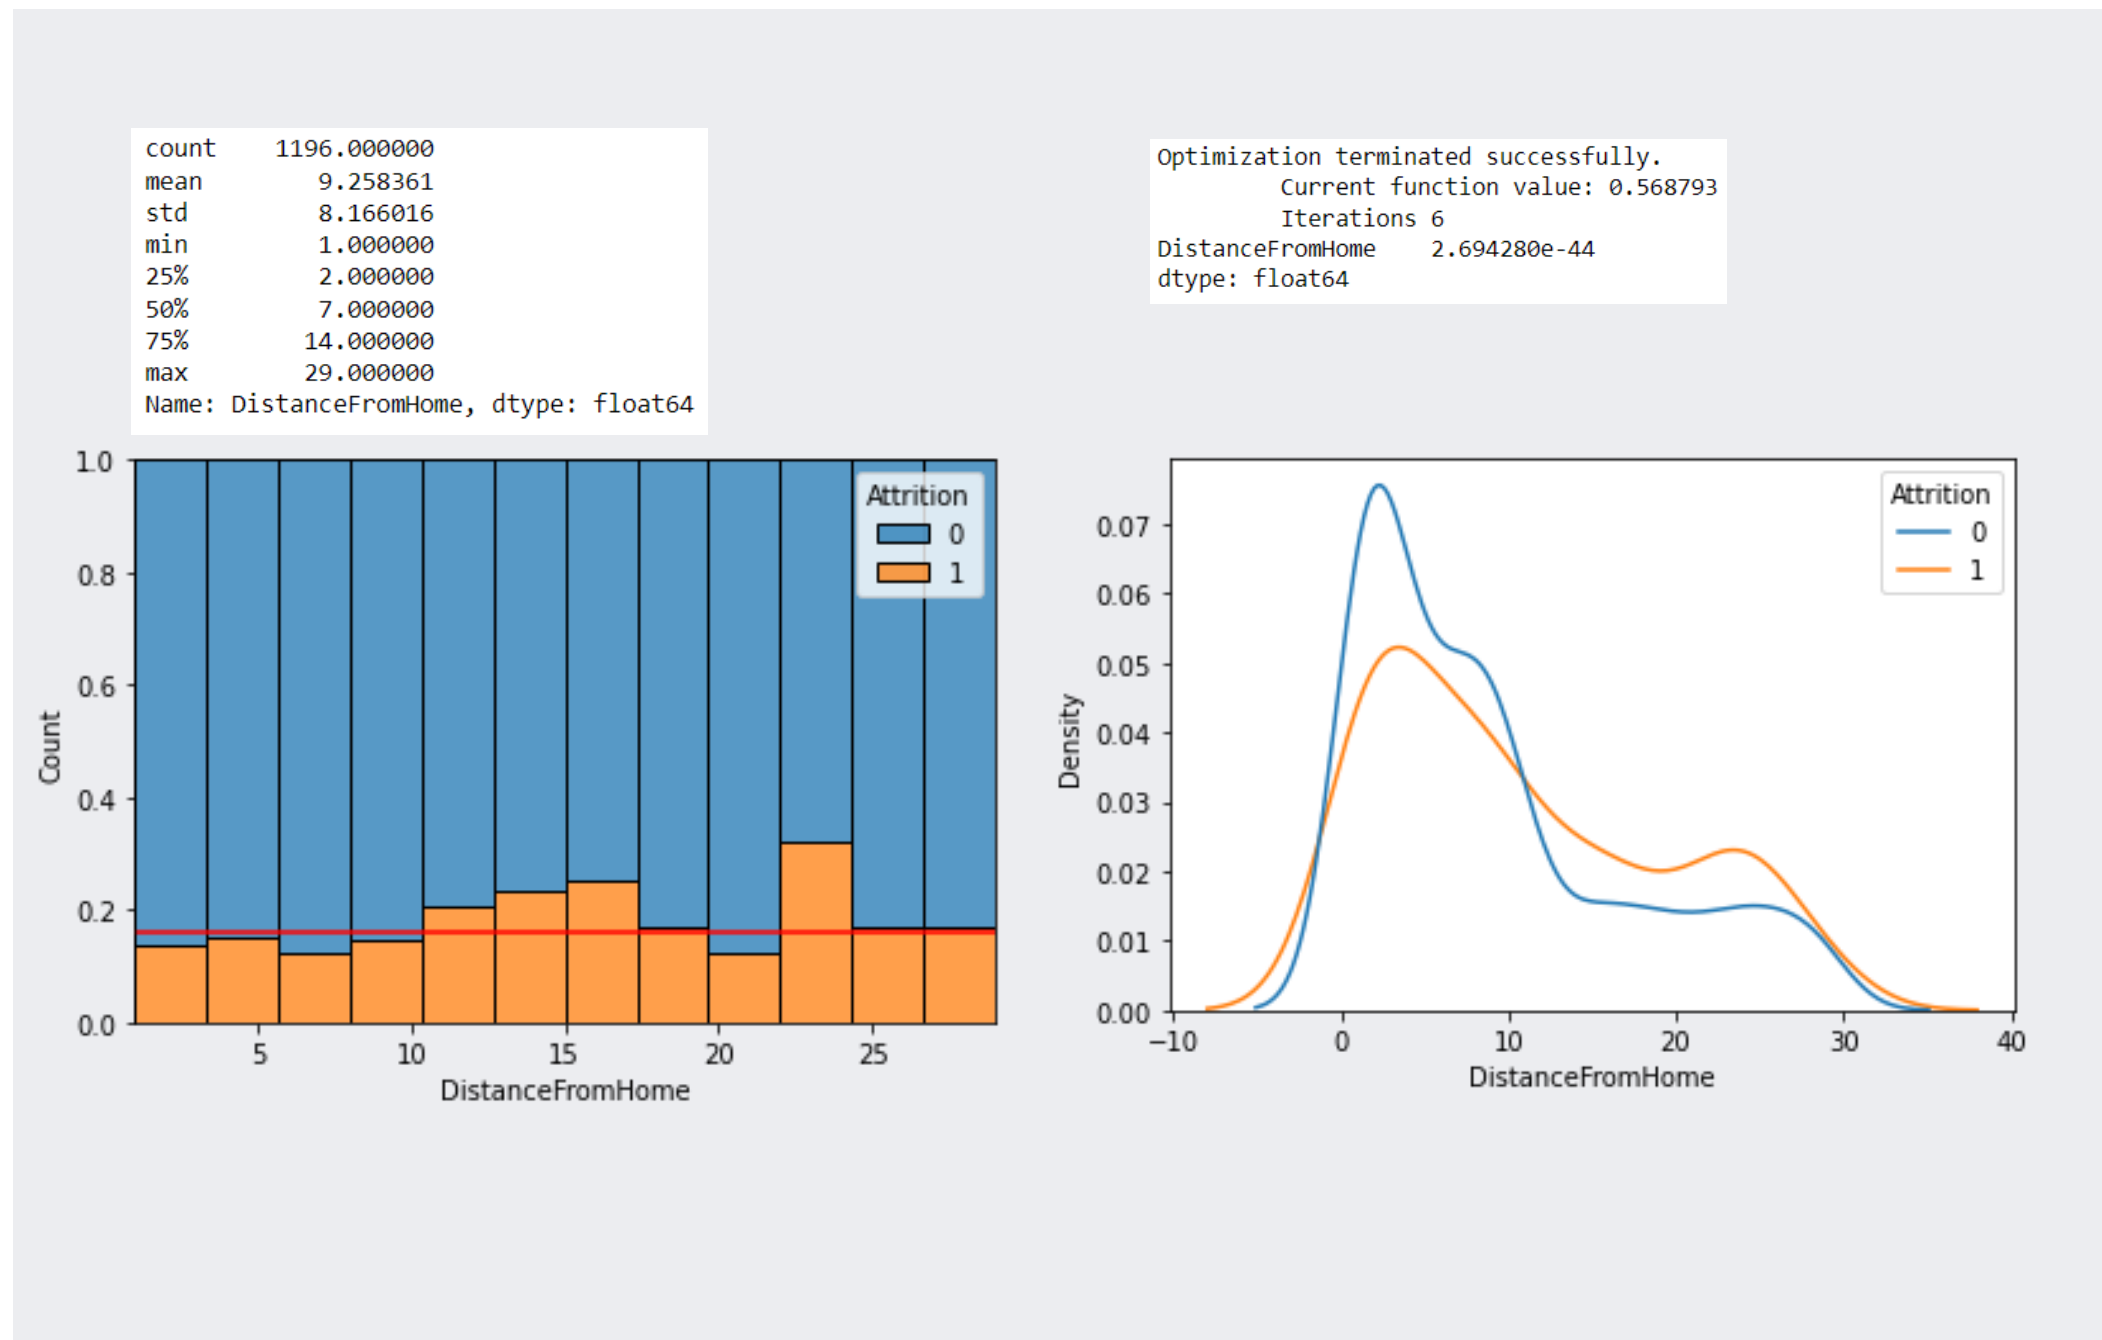 count    1196.000000
mean        9.258361
std         8.166016
min         1.000000
25%         2.000000
50%         7.000000
75%        14.000000
max        29.000000
Name: DistanceFromHome, dtype: float64
Optimization terminated successfully.
         Current function value: 0.568793
         Iterations 6
DistanceFromHome    2.694280e-44
dtype: float64
1.0
0.8
0.6
0.4
0.2
0.0
Count
Attrition
0
1
5 10 15 20 25
DistanceFromHome
0.07
0.06
0.05
0.04
0.03
0.02
0.01
0.00
Density
Attrition
0
1
−10 0 10 20 30 40
DistanceFromHome